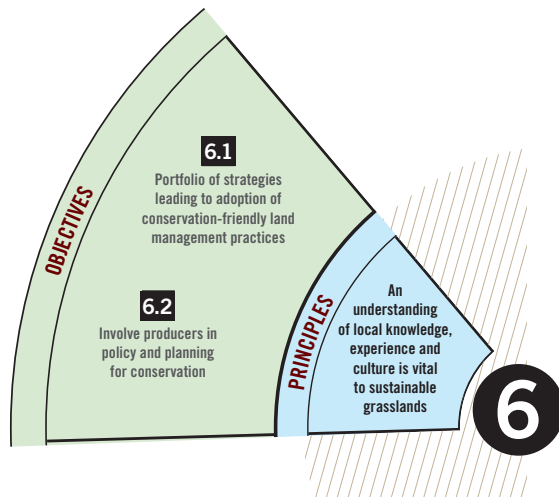 OBJECTIVES
6.1
Portfolio of strategies
leading to adoption of
conservation-friendly land
management practices
6.2
Involve producers in
policy and planning
for conservation
PRINCIPLES
An
understanding
of local knowledge,
experience and
culture is vital
to sustainable
grasslands
6